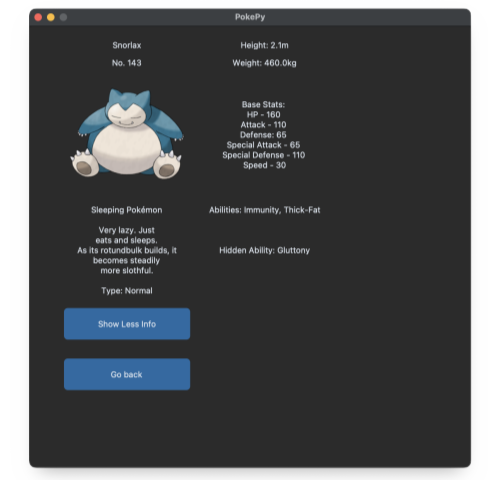 PokePy
Snorlax
No. 143
Height: 2.1m
Weight: 460.0kg
Base Stats:
HP - 160
Attack - 110
Defense: 65
Special Attack - 65
Special Defense - 110
Speed - 30
Sleeping Pokémon
Very lazy. Just
eats and sleeps.
As its rotundbulk builds, it
becomes steadily
more slothful.
Type: Normal
Abilities: Immunity, Thick-Fat
Hidden Ability: Gluttony
Show Less Info
Go back